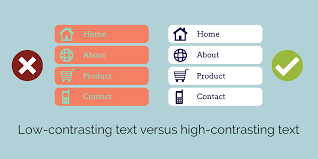 Home Home
About About
Product Product
Contact Contact
Low-contrasting text versus high-contrasting text